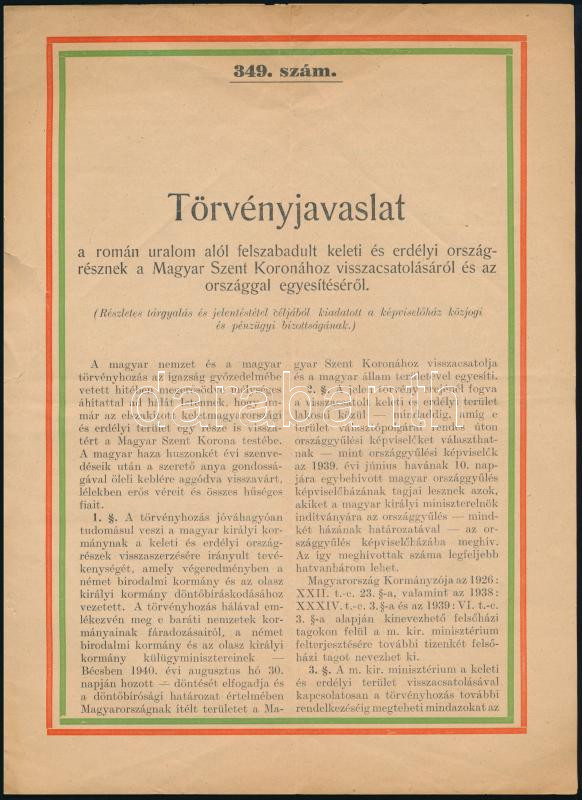 349. szám.
Törvényjavaslat
a román uralom alól felszabadult keleti és erdélyi ország-
résznek a Magyar Szent Koronához visszacsatolásáról és az
országgal egyesítéséről.
(Részletes tárgyalás és jelentéstétel céljából kiadatott a képviselőház közjogi
és pénzügyi bizottságának.)
A magyar nemzet és a magyar
törvényhozás az igazság győzedelmébe
vetett hitében megerősödve mélységes
áhítattal ad hálát Istennek, hogy im-
már az elszakított keletmagyarországi
és erdélyi terület egy része is vissza-
tért a Magyar Szent Korona testébe.
A magyar haza huszonkét évi szenve-
déseik után a szerető anya gondossá-
gával öleli keblére aggódva visszavárt,
lélekben erős véreit és összes hűséges
fiait.
1. §. A törvényhozás jóváhagyóan
tudomásul veszi a magyar királyi kor-
mánynak a keleti és erdélyi ország-
részek visszaszerzésére irányult tevé-
kenységét, amely végeredményben a
német birodalmi kormány és az olasz
királyi kormány döntőbíráskodásához
vezetett. A törvényhozás hálával em-
lékezvén meg e baráti nemzetek kor-
mányainak fáradozásairól, a német
birodalmi kormány és az olasz királyi
kormány külügyminisztereinek —
Bécsben 1940. évi augusztus hó 30.
napján hozott — döntését elfogadja és
a döntőbírósági határozat értelmében
Magyarországnak ítélt területet a Ma-
gyar Szent Koronához visszacsatolja
és a magyar állam területével egyesíti.
2. §. A jelen törvény erejénél fogva
a visszacsatolt keleti és erdélyi terület
lakosai közül — mindaddig, amíg e
terület választópolgárai rendes úton
országgyűlési képviselőket választhat-
nak — mint országgyűlési képviselők
az 1939. évi június havának 10. nap-
jára egybehívott magyar országgyűlés
képviselőházának tagjai lesznek azok,
akiket a magyar királyi miniszterelnök
indítványára az országgyűlés — mind-
két házának határozatával — az or-
szággyűlés képviselőházába meghív.
Az így meghívottak száma legfeljebb
hatvanhárom lehet.
Magyarország Kormányzója az 1926:
XXII. t.-c. 23. §-a, valamint az 1938:
XXXIV. t.-c. 3. §-a és az 1939: VI. t.-c.
3. §-a alapján kinevezhető felsőházi
tagokon felül a m. kir. minisztérium
felterjesztésére további tizenkét felső-
házi tagot nevezhet ki.
3. §. A m. kir. minisztérium a keleti
és erdélyi terület visszacsatolásával
kapcsolatosan a törvényhozás további
rendelkezéséig megteheti mindazokat az
darabanth